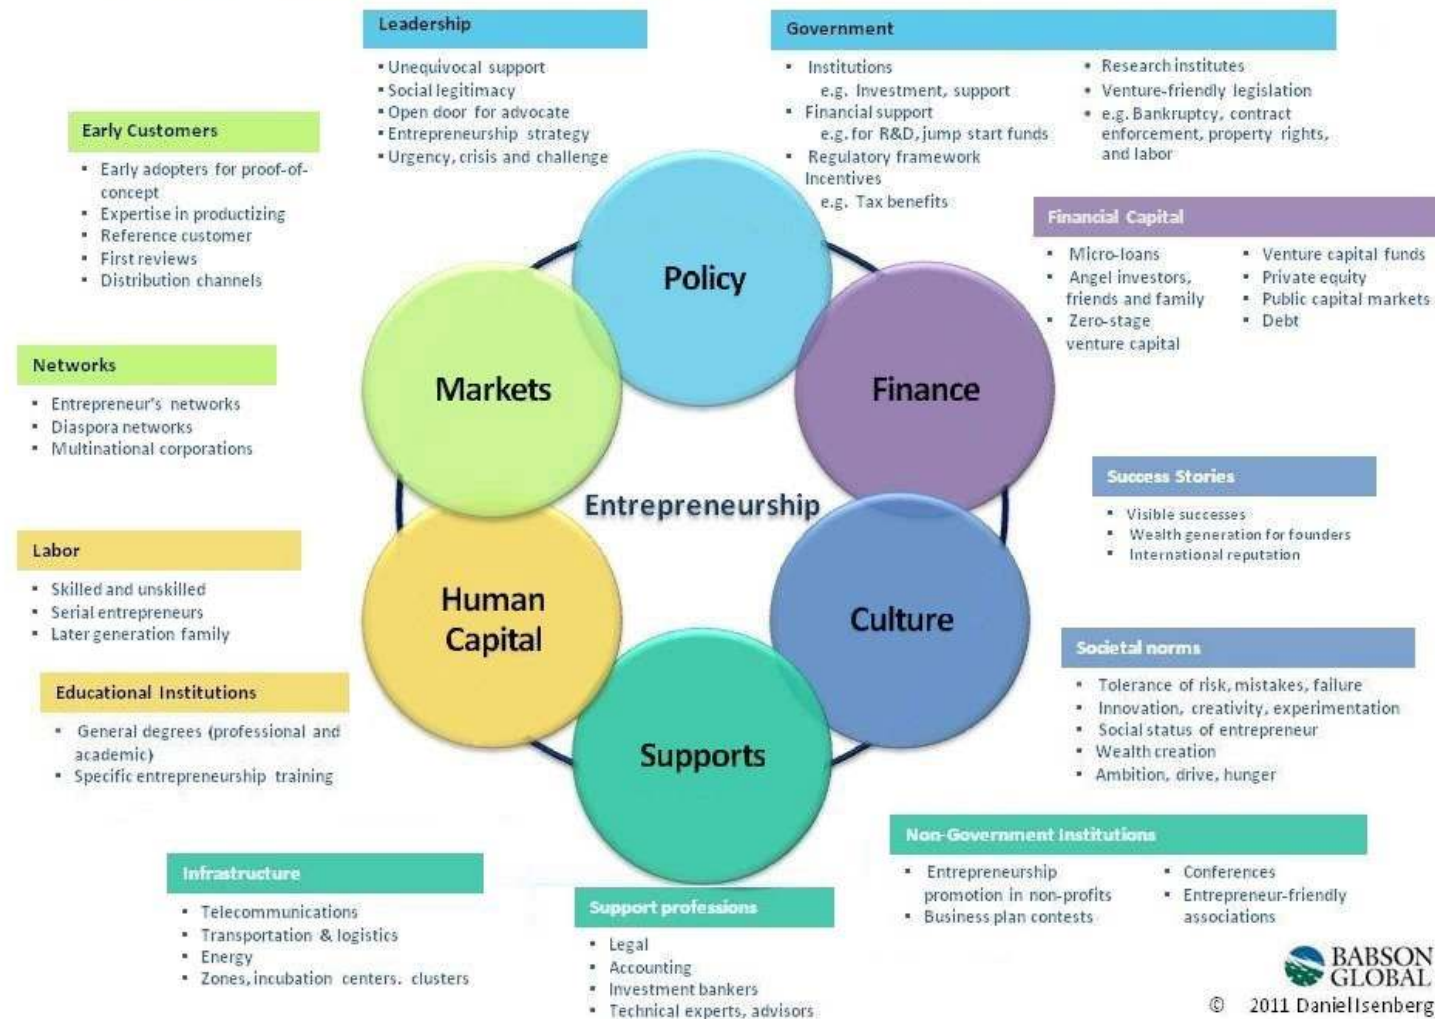 Leadership
▪ Unequivocal support
▪ Social legitimacy
▪ Open door for advocate
▪ Entrepreneurship strategy
▪ Urgency, crisis and challenge
Government
▪ Institutions
e.g. Investment, support
▪ Financial support
e.g. for R&D, jump start funds
▪ Regulatory framework
Incentives
e.g. Tax benefits
• Research institutes
• Venture-friendly legislation
• e.g. Bankruptcy, contract
enforcement, property rights,
and labor
Early Customers
▪ Early adopters for proof-of-
concept
▪ Expertise in productizing
▪ Reference customer
▪ First reviews
▪ Distribution channels
Financial Capital
▪ Micro-loans
▪ Angel investors,
friends and family
▪ Zero-stage
venture capital
▪ Venture capital funds
▪ Private equity
▪ Public capital markets
▪ Debt
Networks
▪ Entrepreneur's networks
▪ Diaspora networks
▪ Multinational corporations
Policy
Markets
Finance
Entrepreneurship
Human
Capital
Culture
Supports
Success Stories
▪ Visible successes
▪ Wealth generation for founders
▪ International reputation
Labor
▪ Skilled and unskilled
▪ Serial entrepreneurs
▪ Later generation family
Societal norms
▪ Tolerance of risk, mistakes, failure
▪ Innovation, creativity, experimentation
▪ Social status of entrepreneur
▪ Wealth creation
▪ Ambition, drive, hunger
Educational Institutions
▪ General degrees (professional and
academic)
▪ Specific entrepreneurship training
Non-Government Institutions
▪ Entrepreneurship
promotion in non-profits
▪ Business plan contests
▪ Conferences
▪ Entrepreneur-friendly
associations
Infrastructure
▪ Telecommunications
▪ Transportation & logistics
▪ Energy
▪ Zones, incubation centers. clusters
Support professions
▪ Legal
▪ Accounting
▪ Investment bankers
▪ Technical experts, advisors
BABSON
GLOBAL
© 2011 Daniel Isenberg